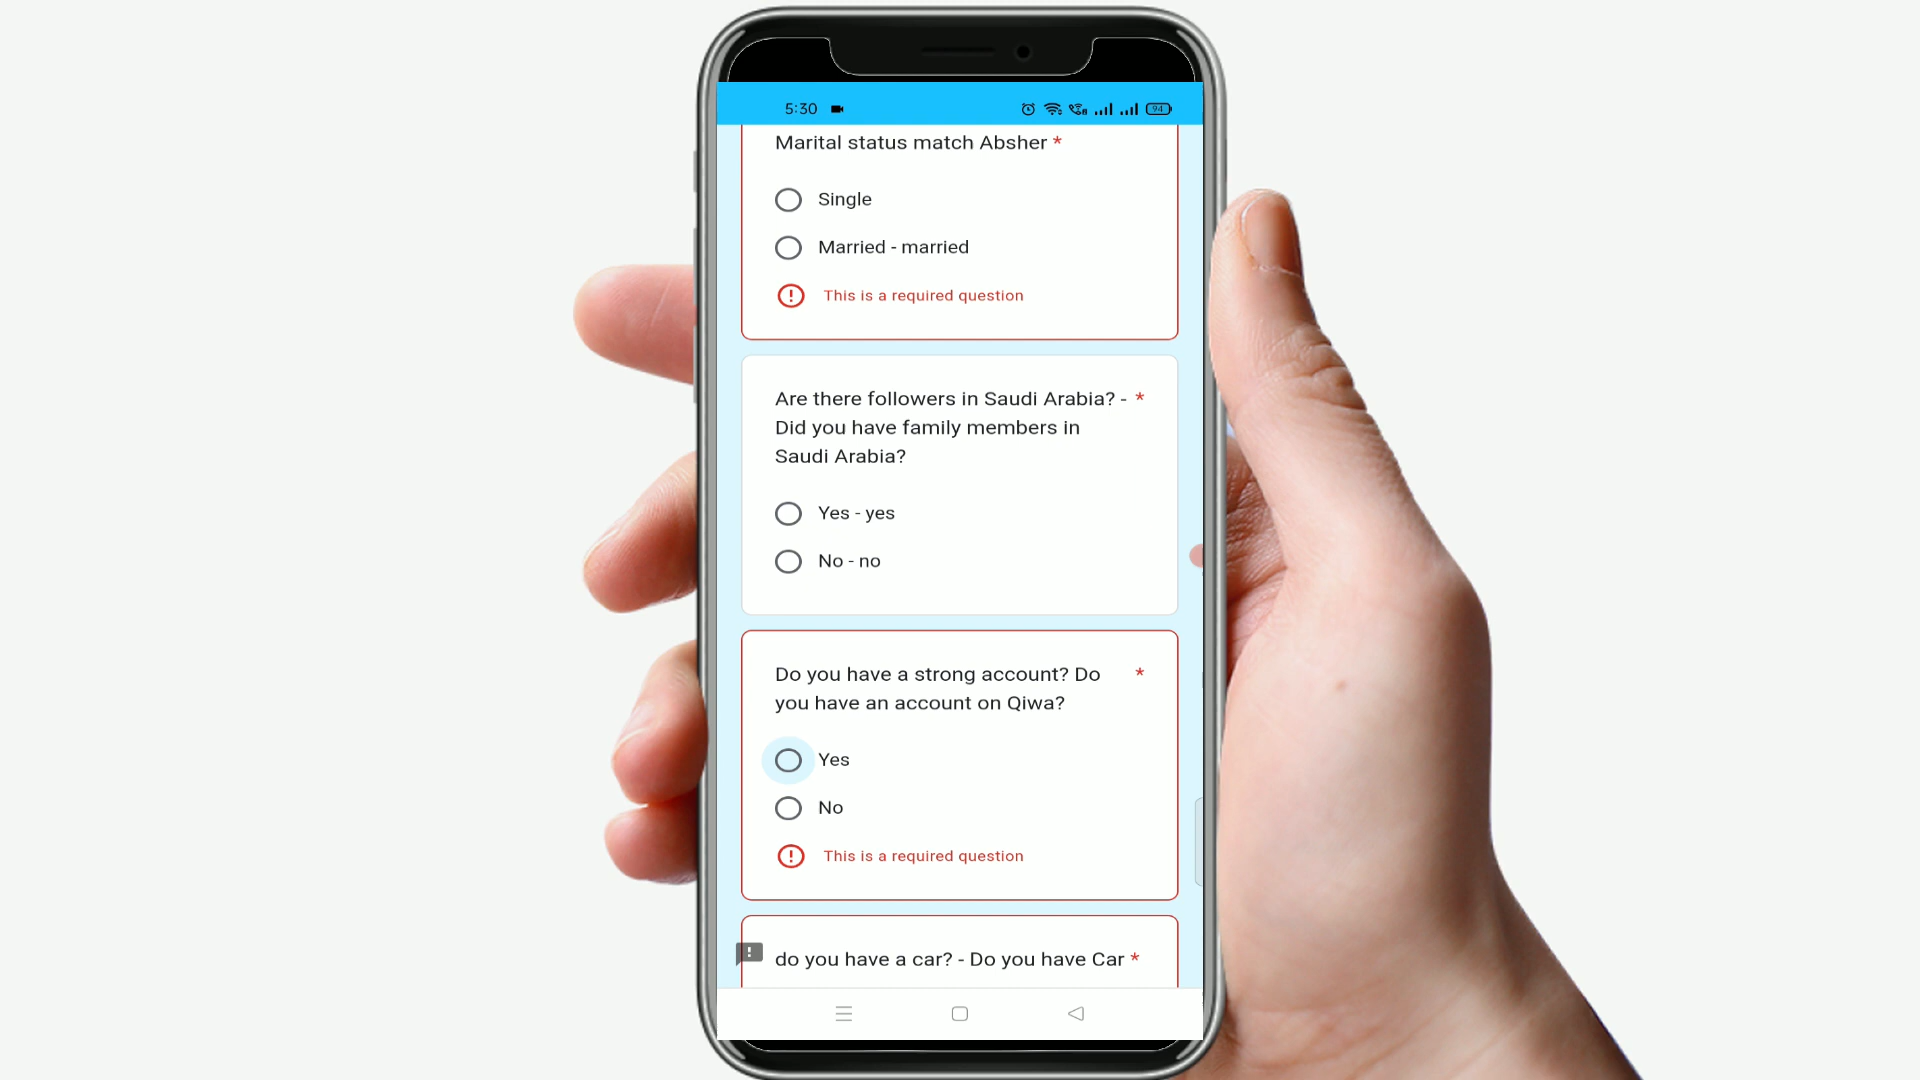 5:30
94
Marital status match Absher *
Single
Married - married
This is a required question
Are there followers in Saudi Arabia? - *
Did you have family members in
Saudi Arabia?
Yes - yes
No - no
Do you have a strong account? Do *
you have an account on Qiwa?
Yes
No
This is a required question
do you have a car? - Do you have Car *